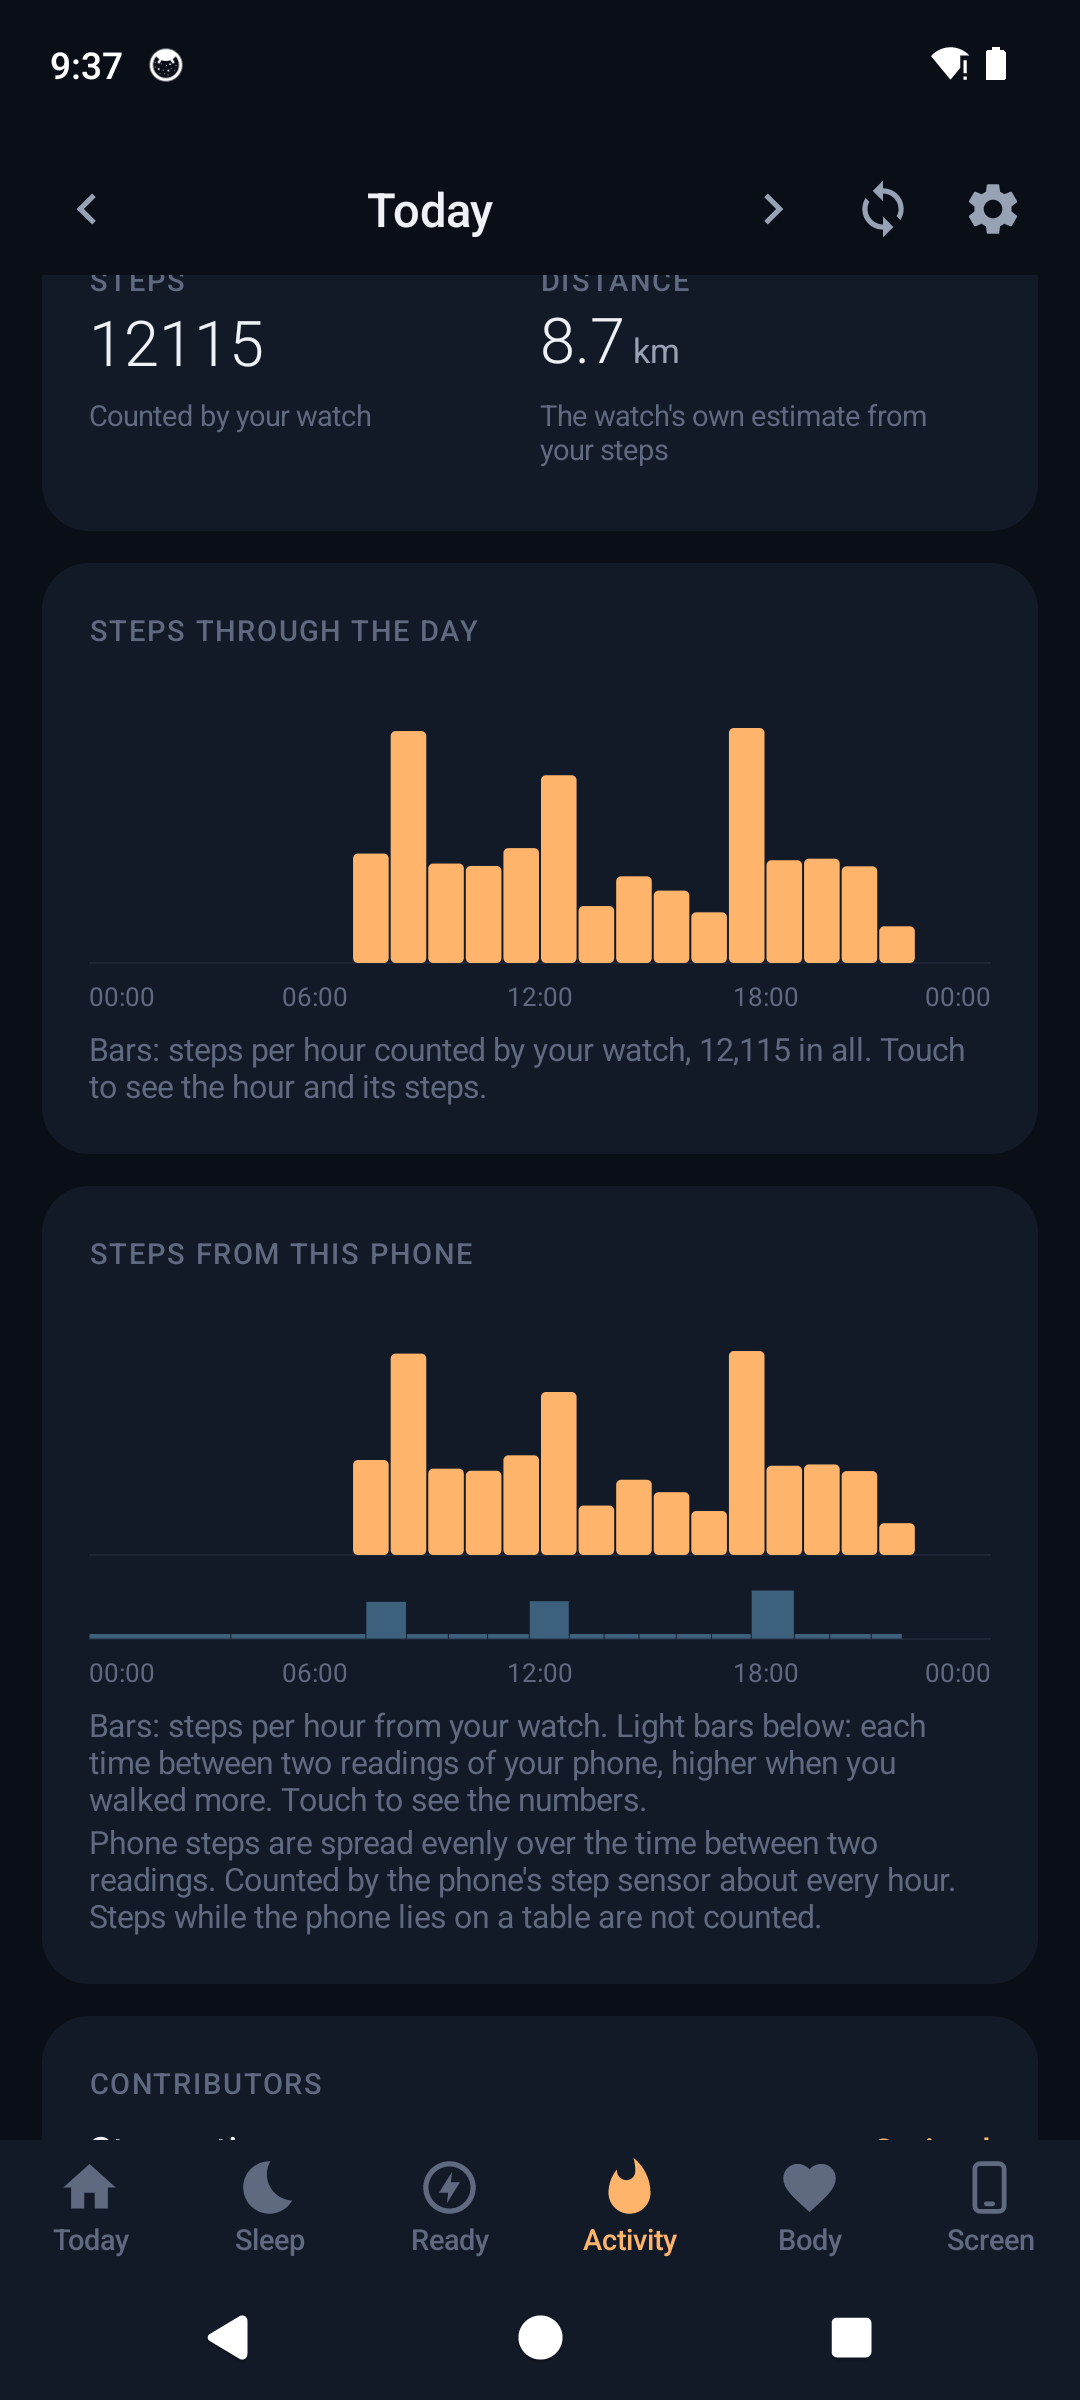 9:37
Today
STEPS
DISTANCE
12115
8.7 km
Counted by your watch
The watch's own estimate from
your steps
STEPS THROUGH THE DAY
00:00 06:00 12:00 18:00 00:00
Bars: steps per hour counted by your watch, 12,115 in all. Touch
to see the hour and its steps.
STEPS FROM THIS PHONE
00:00 06:00 12:00 18:00 00:00
Bars: steps per hour from your watch. Light bars below: each
time between two readings of your phone, higher when you
walked more. Touch to see the numbers.
Phone steps are spread evenly over the time between two
readings. Counted by the phone's step sensor about every hour.
Steps while the phone lies on a table are not counted.
CONTRIBUTORS
Today Sleep Ready Activity Body Screen